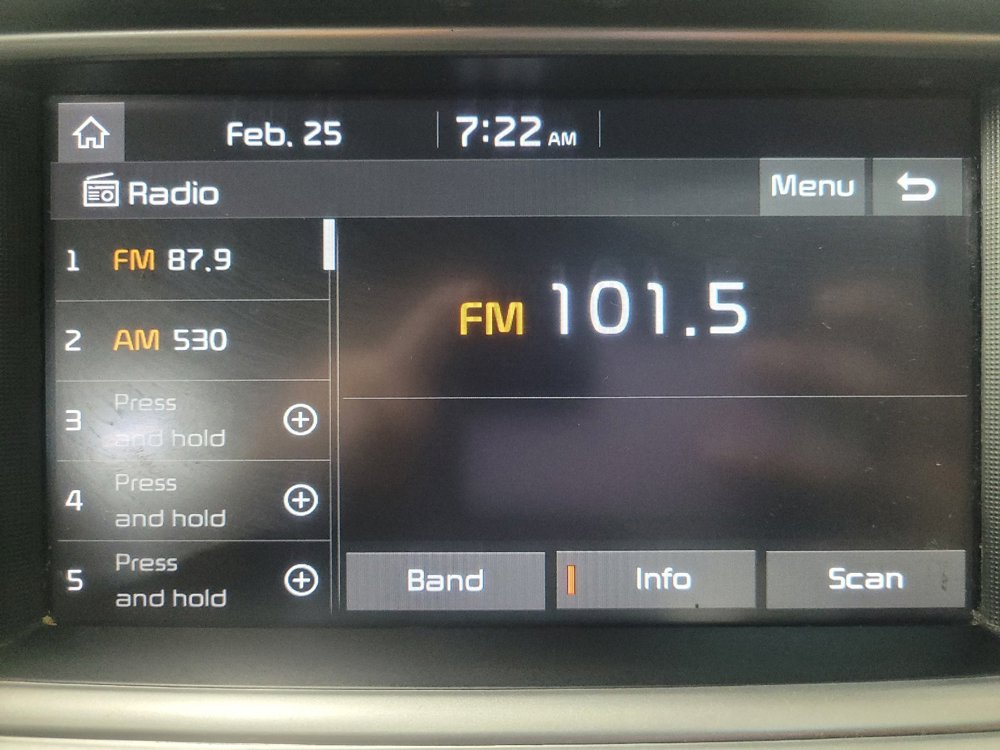 Feb. 25 7:22 AM
Radio Menu
1 FM 87.9
FM 101.5
2 AM 530
3 Press
and hold
4 Press
and hold
5 Press
and hold
Band Info Scan